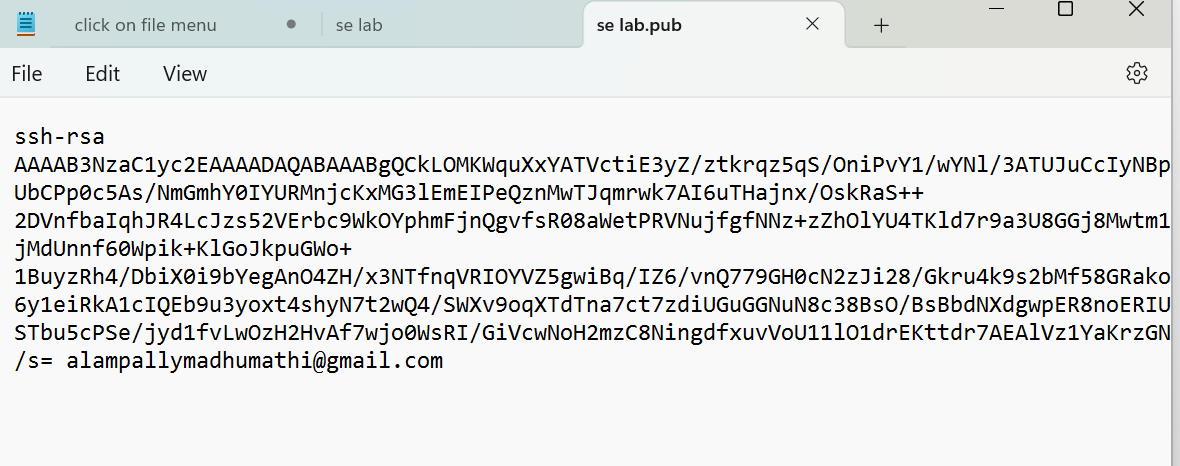 click on file menu
se lab
se lab.pub
File Edit View
ssh-rsa
AAAAB3NzaC1yc2EAAAADAQABAAABgQCkLOMKWquXxYATVctiE3yZ/ztkrqz5qS/OniPvY1/wYNl/3ATUJuCcIyNBp
UbCPp0c5As/NmGmhY0IYURMnjcKxMG3lEmEIPeQznMwTJqmrwk7AI6uTHajnx/OskRaS++
2DVnfbaIqhJR4LcJzs52VErbc9WkOYphmFjnQgvfsR08aWetPRVNujfgfNNz+zZhOlYU4TKld7r9a3U8GGj8Mwtm1
jMdUnnf60Wpik+KlGoJkpuGWo+
1BuyzRh4/DbiX0i9bYegAnO4ZH/x3NTfnqVRIOYVZ5gwiBq/IZ6/vnQ779GH0cN2zJi28/Gkru4k9s2bMf58GRako
6y1eiRkA1cIQEb9u3yoxt4shyN7t2wQ4/SWXv9oqXTdTna7ct7zdiUGuGGNuN8c38BsO/BsBbdNXdgwpER8noERIU
STbu5cPSe/jyd1fvLwOzH2HvAf7wjo0WsRI/GiVcwNoH2mzC8NingdfxuvVoU11lO1drEKttdr7AEAlVz1YaKrzGN
/s= alampallymadhumathi@gmail.com